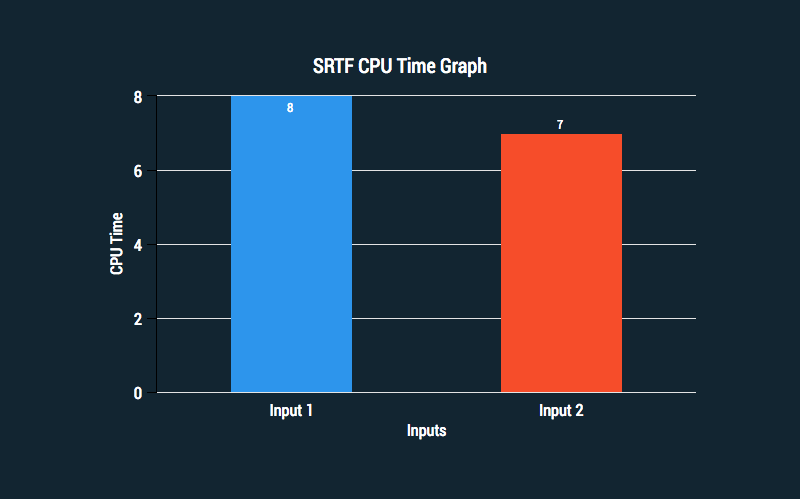 SRTF CPU Time Graph
8
6
4
2
0
CPU Time
8
7
Input 1
Input 2
Inputs